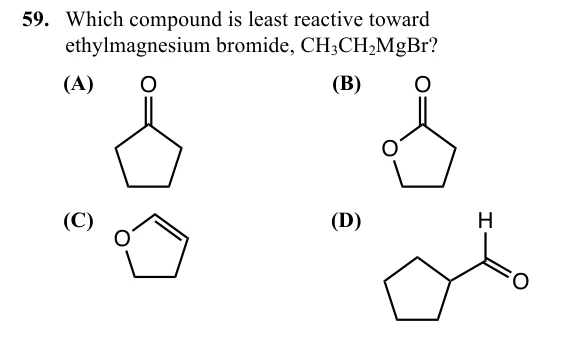 59. Which compound is least reactive toward
ethylmagnesium bromide, CH₃CH₂MgBr?
(A) O
(B) O
O
(C) O
(D) H
O